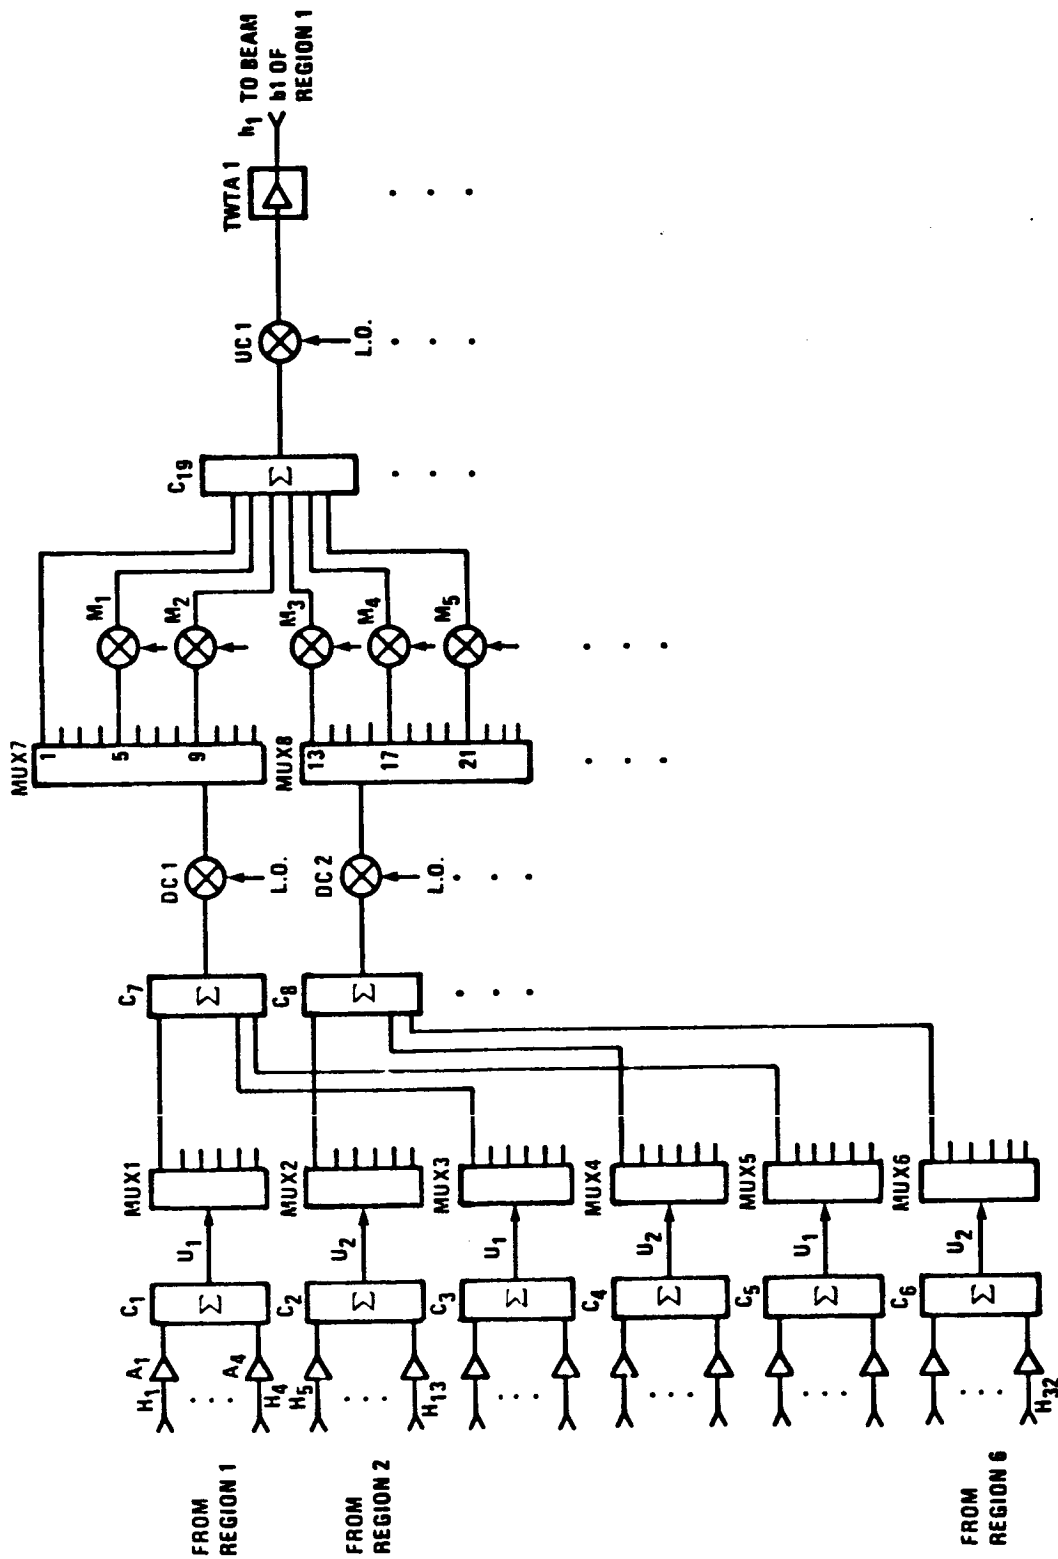 FROM
REGION 1
H₁
A₁
H₄
A₄
C₁
Σ
U₁
MUX1
FROM
REGION 2
H₅
H₁₃
C₂
Σ
U₂
MUX2
C₃
Σ
U₁
MUX3
C₄
Σ
U₂
MUX4
C₅
Σ
U₁
MUX5
FROM
REGION 6
H₃₂
C₆
Σ
U₂
MUX6
C₇
Σ
C₈
Σ
DC 1
L.O.
DC 2
L.O.
MUX7
1
5
9
MUX8
13
17
21
M₁
M₂
M₃
M₄
M₅
C₁₉
Σ
UC 1
L.O.
TWTA 1
h₁ TO BEAM
b1 OF
REGION 1